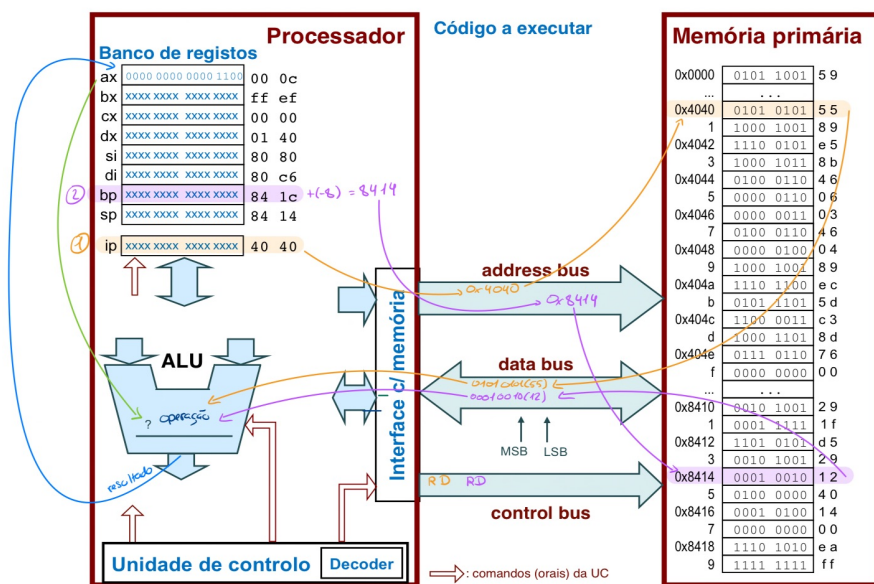 Processador
Banco de registos
ax 0000 0000 0000 1100 00 0c
bx xxxx xxxx xxxx xxxx ff ef
cx xxxx xxxx xxxx xxxx 00 00
dx xxxx xxxx xxxx xxxx 01 40
si xxxx xxxx xxxx xxxx 80 80
di xxxx xxxx xxxx xxxx 80 c6
② bp xxxx xxxx xxxx xxxx 84 1c +(-8) = 8414
sp xxxx xxxx xxxx xxxx 84 14
① ip xxxx xxxx xxxx xxxx 40 40
ALU
? operação
resultado
Unidade de controlo
Decoder
Interface c/ memória
Código a executar
address bus
0x4040
0x8414
data bus
00010010(12)
MSB LSB
RD RD
control bus
: comandos (orais) da UC
Memória primária
0x0000 0101 1001 59
... ...
0x4040 0101 0101 55
1 1000 1001 89
0x4042 1110 0101 e5
3 1000 1011 8b
0x4044 0100 0110 46
5 0000 0110 06
0x4046 0000 0011 03
7 0100 0110 46
0x4048 0000 0100 04
9 1000 1001 89
0x404a 1110 1100 ec
b 0101 1101 5d
0x404c 1100 0011 c3
d 1000 1101 8d
0x404e 0111 0110 76
f 0000 0000 00
... ...
0x8410 0010 1001 29
1 0001 1111 1f
0x8412 1101 0101 d5
3 0010 1001 29
0x8414 0001 0010 12
5 0100 0000 40
0x8416 0001 0100 14
7 0000 0000 00
0x8418 1110 1010 ea
9 1111 1111 ff